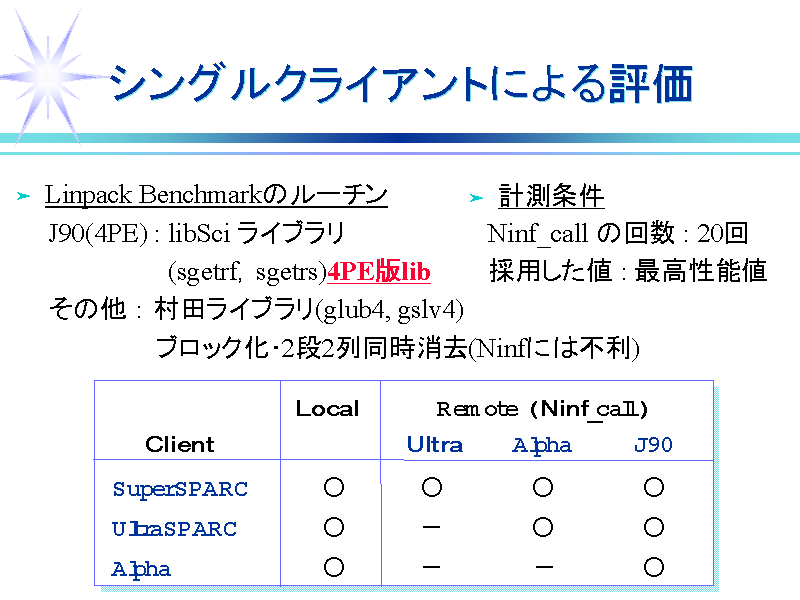 シングルクライアントによる評価
➢ Linpack Benchmarkのルーチン
J90(4PE) : libSci ライブラリ
(sgetrf, sgetrs)4PE版lib
その他 : 村田ライブラリ(glub4, gslv4)
ブロック化・2段2列同時消去(Ninfには不利)
➢ 計測条件
Ninf_call の回数 : 20回
採用した値 : 最高性能値
Client Local Remote (Ninf_call)
Ultra Alpha J90
SuperSPARC ○ ○ ○ ○
UltraSPARC ○ － ○ ○
Alpha ○ － － ○